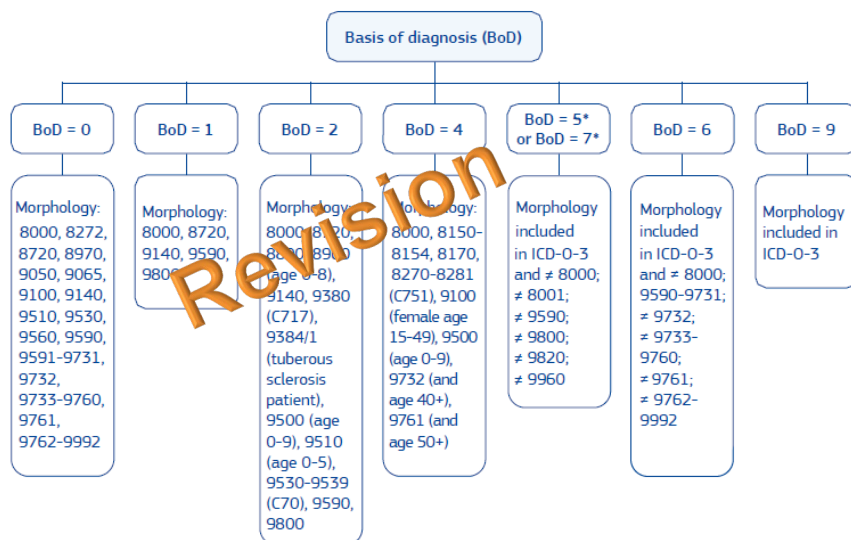 Basis of diagnosis (BoD)
BoD = 0
BoD = 1
BoD = 2
BoD = 4
BoD = 5*
or BoD = 7*
BoD = 6
BoD = 9
Morphology:
8000, 8272,
8720, 8970,
9050, 9065,
9100, 9140,
9510, 9530,
9560, 9590,
9591-9731,
9732,
9733-9760,
9761,
9762-9992
Morphology:
8000, 8720,
9140, 9590,
Morphology:
8000,
(age 0-8)
9140, 9380
(C717),
9384/1
(tuberous
sclerosis
patient),
9500 (age
0-9), 9510
(age 0-5),
9530-9539
(C70), 9590,
9800
Morphology:
8000, 8150-
8154, 8170,
8270-8281
(C751), 9100
(female age
15-49), 9500
(age 0-9),
9732 (and
age 40+),
9761 (and
age 50+)
Morphology
included
in ICD-O-3
and ≠ 8000;
≠ 8001;
≠ 9590;
≠ 9800;
≠ 9820;
≠ 9960
Morphology
included
in ICD-O-3
and ≠ 8000;
9590-9731;
≠ 9732;
≠ 9733-
9760;
≠ 9761;
≠ 9762-
9992
Morphology
included in
ICD-O-3
Revision